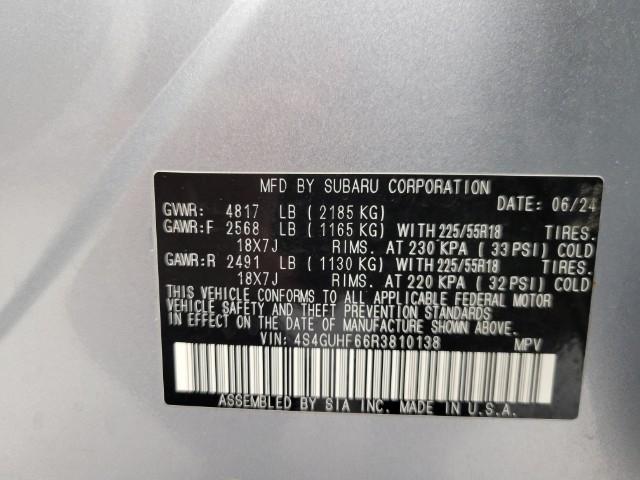 MFD BY SUBARU CORPORATION
GVWR: 4817 LB ( 2185 KG) DATE: 06/24
GAWR:F 2568 LB ( 1165 KG) WITH 225/55R18 TIRES.
18X7J RIMS. AT 230 KPA ( 33 PSI) COLD
GAWR:R 2491 LB ( 1130 KG) WITH 225/55R18 TIRES.
18X7J RIMS. AT 220 KPA ( 32 PSI) COLD
THIS VEHICLE CONFORMS TO ALL APPLICABLE FEDERAL MOTOR
VEHICLE SAFETY AND THEFT PREVENTION STANDARDS
IN EFFECT ON THE DATE OF MANUFACTURE SHOWN ABOVE.
VIN: 4S4GUHF66R3810138 MPV
ASSEMBLED BY SIA INC. MADE IN U.S.A.